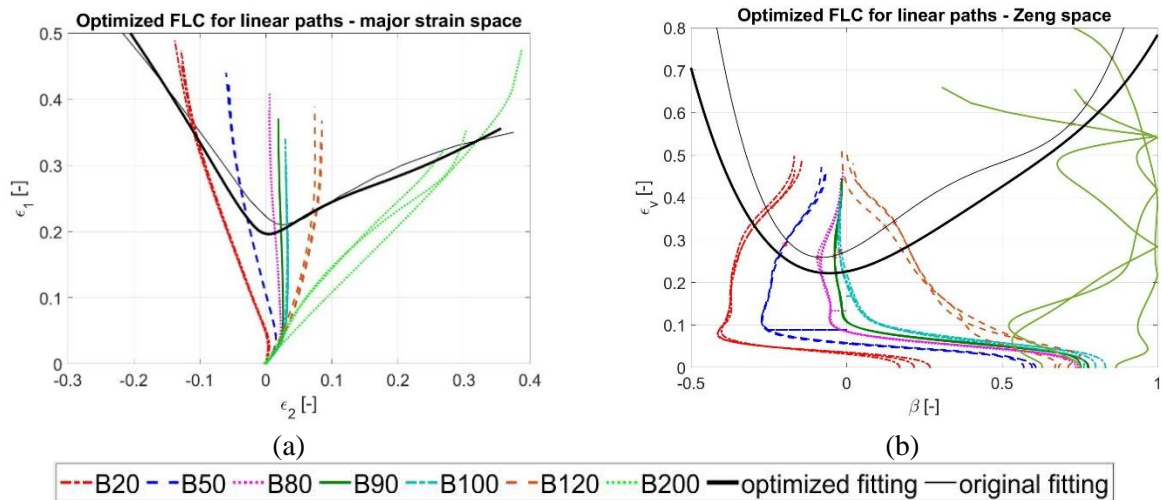 Optimized FLC for linear paths - major strain space
0.5
0.4
0.3
0.2
0.1
0
ϵ1 [-]
-0.3 -0.2 -0.1 0 0.1 0.2 0.3 0.4
ϵ2 [-]
(a)
Optimized FLC for linear paths - Zeng space
0.8
0.7
0.6
0.5
0.4
0.3
0.2
0.1
0
ϵv [-]
-0.5 0 0.5 1
β [-]
(b)
B20 B50 B80 B90 B100 B120 B200 optimized fitting original fitting